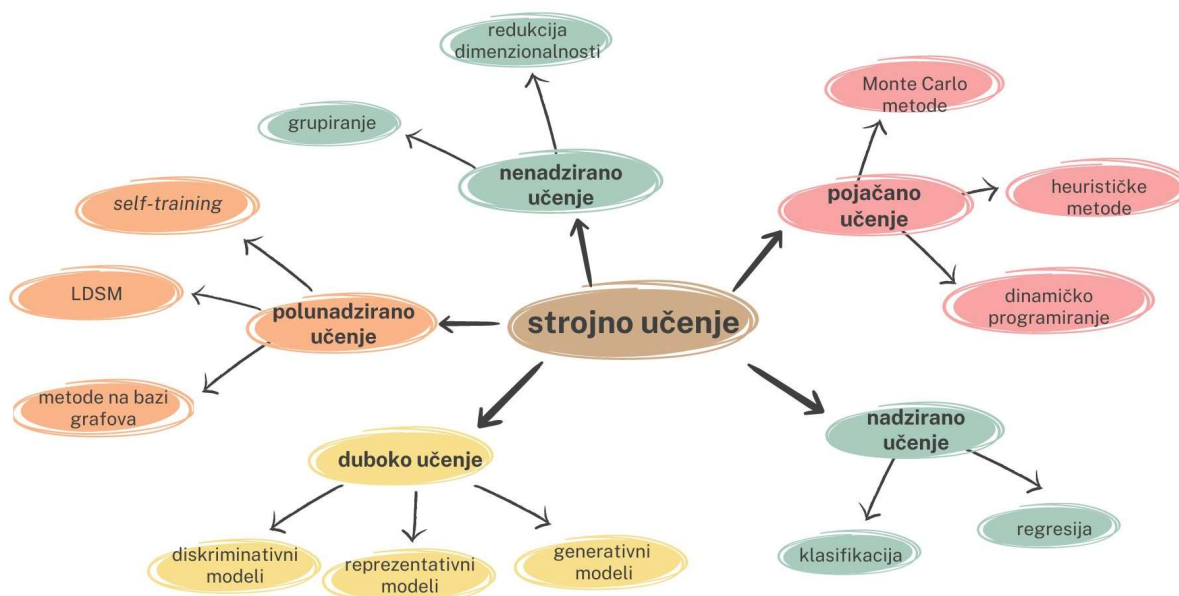 redukcija
dimenzionalnosti
grupiranje
nenadzirano
učenje
Monte Carlo
metode
pojačano
učenje
heurističke
metode
dinamičko
programiranje
self-training
LDSM
polunadzirano
učenje
metode na bazi
grafova
strojno učenje
duboko učenje
diskriminativni
modeli
reprezentativni
modeli
generativni
modeli
nadzirano
učenje
klasifikacija
regresija